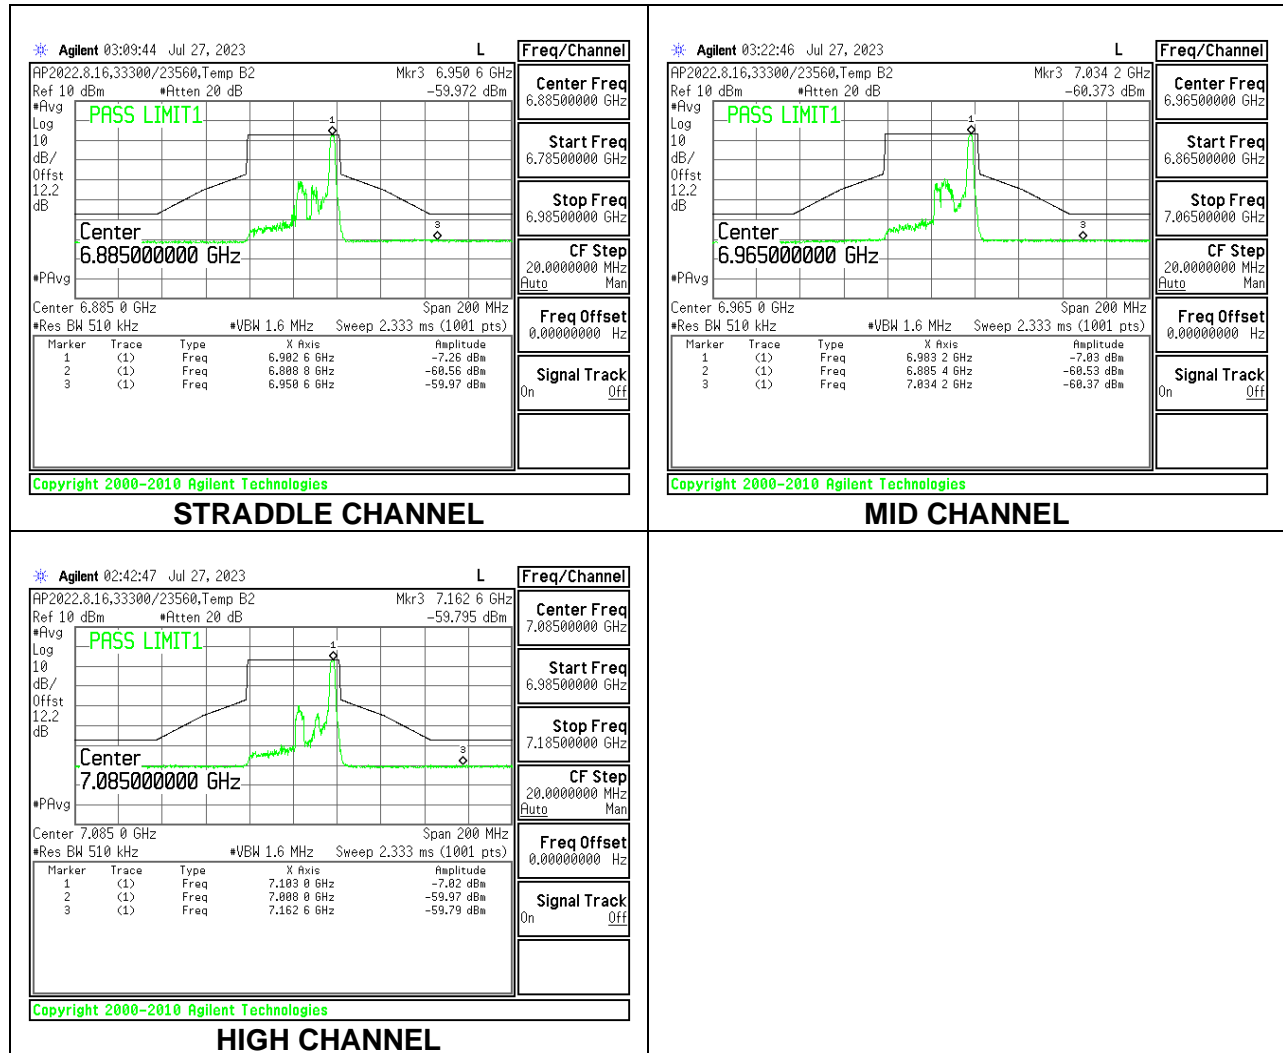 Agilent 03:09:44 Jul 27, 2023 L
Freq/Channel
AP2022.8.16,33300/23560,Temp B2 Mkr3 6.950 6 GHz
Ref 10 dBm #Atten 20 dB -59.972 dBm
#Avg
Log
10
dB/
Offst
12.2
dB
#PAvg
PASS LIMIT1
1
3
Center
6.885000000 GHz
Center 6.885 0 GHz Span 200 MHz
#Res BW 510 kHz #VBW 1.6 MHz Sweep 2.333 ms (1001 pts)
Marker Trace Type X Axis Amplitude
1 (1) Freq 6.902 6 GHz -7.26 dBm
2 (1) Freq 6.808 8 GHz -60.56 dBm
3 (1) Freq 6.950 6 GHz -59.97 dBm
Center Freq
6.88500000 GHz
Start Freq
6.78500000 GHz
Stop Freq
6.98500000 GHz
CF Step
20.0000000 MHz
Auto Man
Freq Offset
0.00000000 Hz
Signal Track
On Off
Copyright 2000-2010 Agilent Technologies
STRADDLE CHANNEL
Agilent 03:22:46 Jul 27, 2023 L
Freq/Channel
AP2022.8.16,33300/23560,Temp B2 Mkr3 7.034 2 GHz
Ref 10 dBm #Atten 20 dB -60.373 dBm
#Avg
Log
10
dB/
Offst
12.2
dB
#PAvg
PASS LIMIT1
1
3
Center
6.965000000 GHz
Center 6.965 0 GHz Span 200 MHz
#Res BW 510 kHz #VBW 1.6 MHz Sweep 2.333 ms (1001 pts)
Marker Trace Type X Axis Amplitude
1 (1) Freq 6.983 2 GHz -7.03 dBm
2 (1) Freq 6.885 4 GHz -60.53 dBm
3 (1) Freq 7.034 2 GHz -60.37 dBm
Center Freq
6.96500000 GHz
Start Freq
6.86500000 GHz
Stop Freq
7.06500000 GHz
CF Step
20.0000000 MHz
Auto Man
Freq Offset
0.00000000 Hz
Signal Track
On Off
Copyright 2000-2010 Agilent Technologies
MID CHANNEL
Agilent 02:42:47 Jul 27, 2023 L
Freq/Channel
AP2022.8.16,33300/23560,Temp B2 Mkr3 7.162 6 GHz
Ref 10 dBm #Atten 20 dB -59.795 dBm
#Avg
Log
10
dB/
Offst
12.2
dB
#PAvg
PASS LIMIT1
1
3
Center
7.085000000 GHz
Center 7.085 0 GHz Span 200 MHz
#Res BW 510 kHz #VBW 1.6 MHz Sweep 2.333 ms (1001 pts)
Marker Trace Type X Axis Amplitude
1 (1) Freq 7.103 0 GHz -7.02 dBm
2 (1) Freq 7.008 0 GHz -59.97 dBm
3 (1) Freq 7.162 6 GHz -59.79 dBm
Center Freq
7.08500000 GHz
Start Freq
6.98500000 GHz
Stop Freq
7.18500000 GHz
CF Step
20.0000000 MHz
Auto Man
Freq Offset
0.00000000 Hz
Signal Track
On Off
Copyright 2000-2010 Agilent Technologies
HIGH CHANNEL